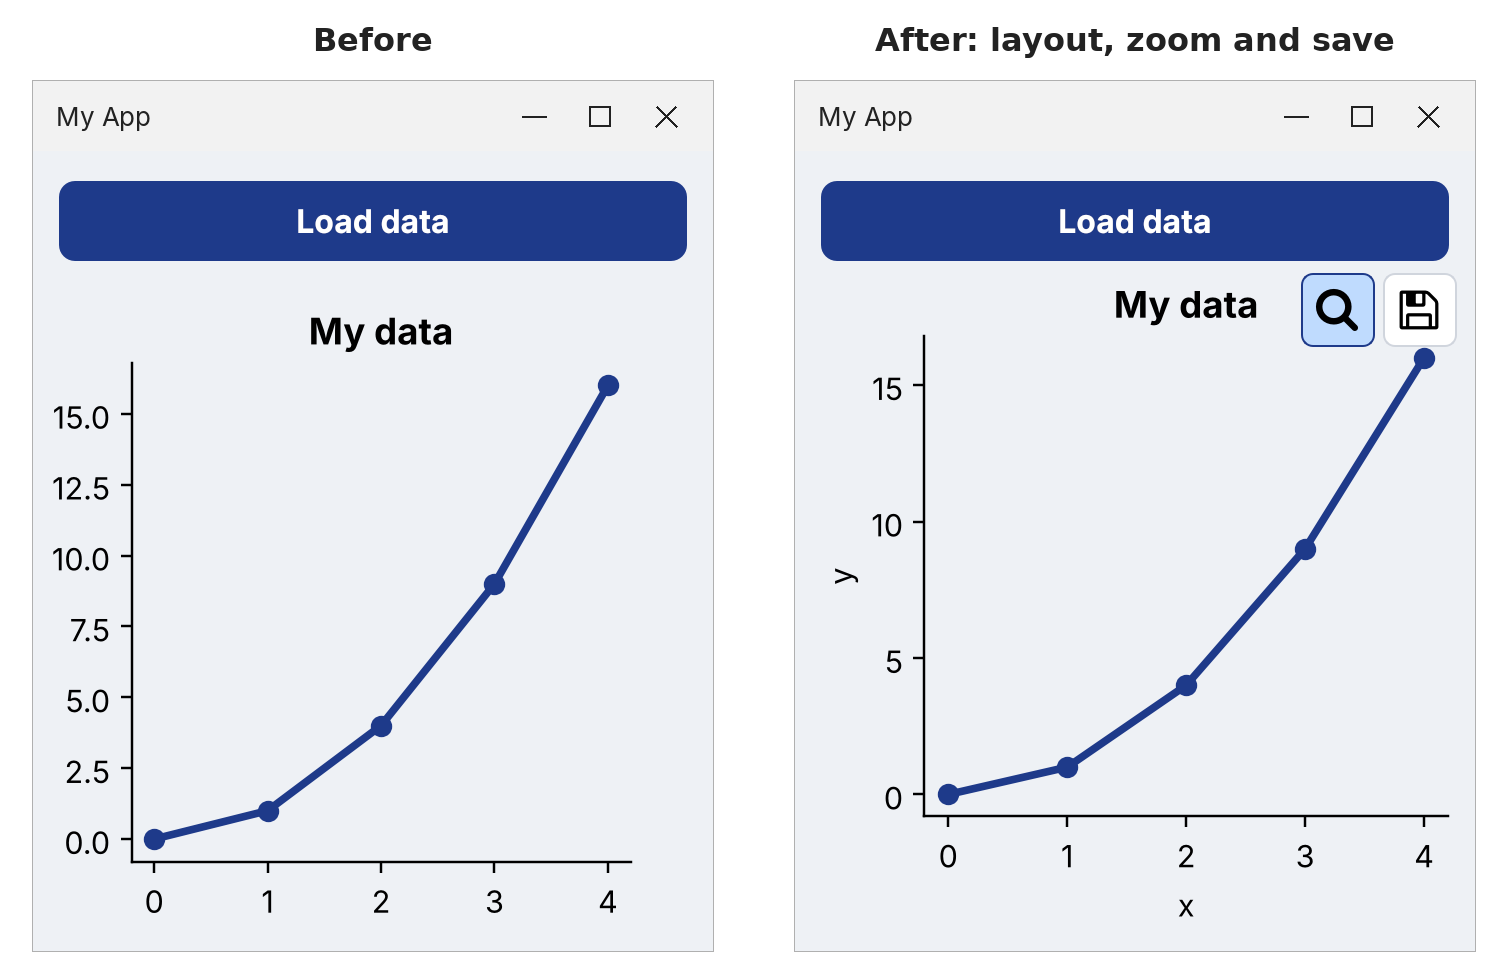 Before
My App
Load data
My data
15.0
12.5
10.0
7.5
5.0
2.5
0.0
0 1 2 3 4
After: layout, zoom and save
My App
Load data
My data
15
10
5
0
y
0 1 2 3 4
x